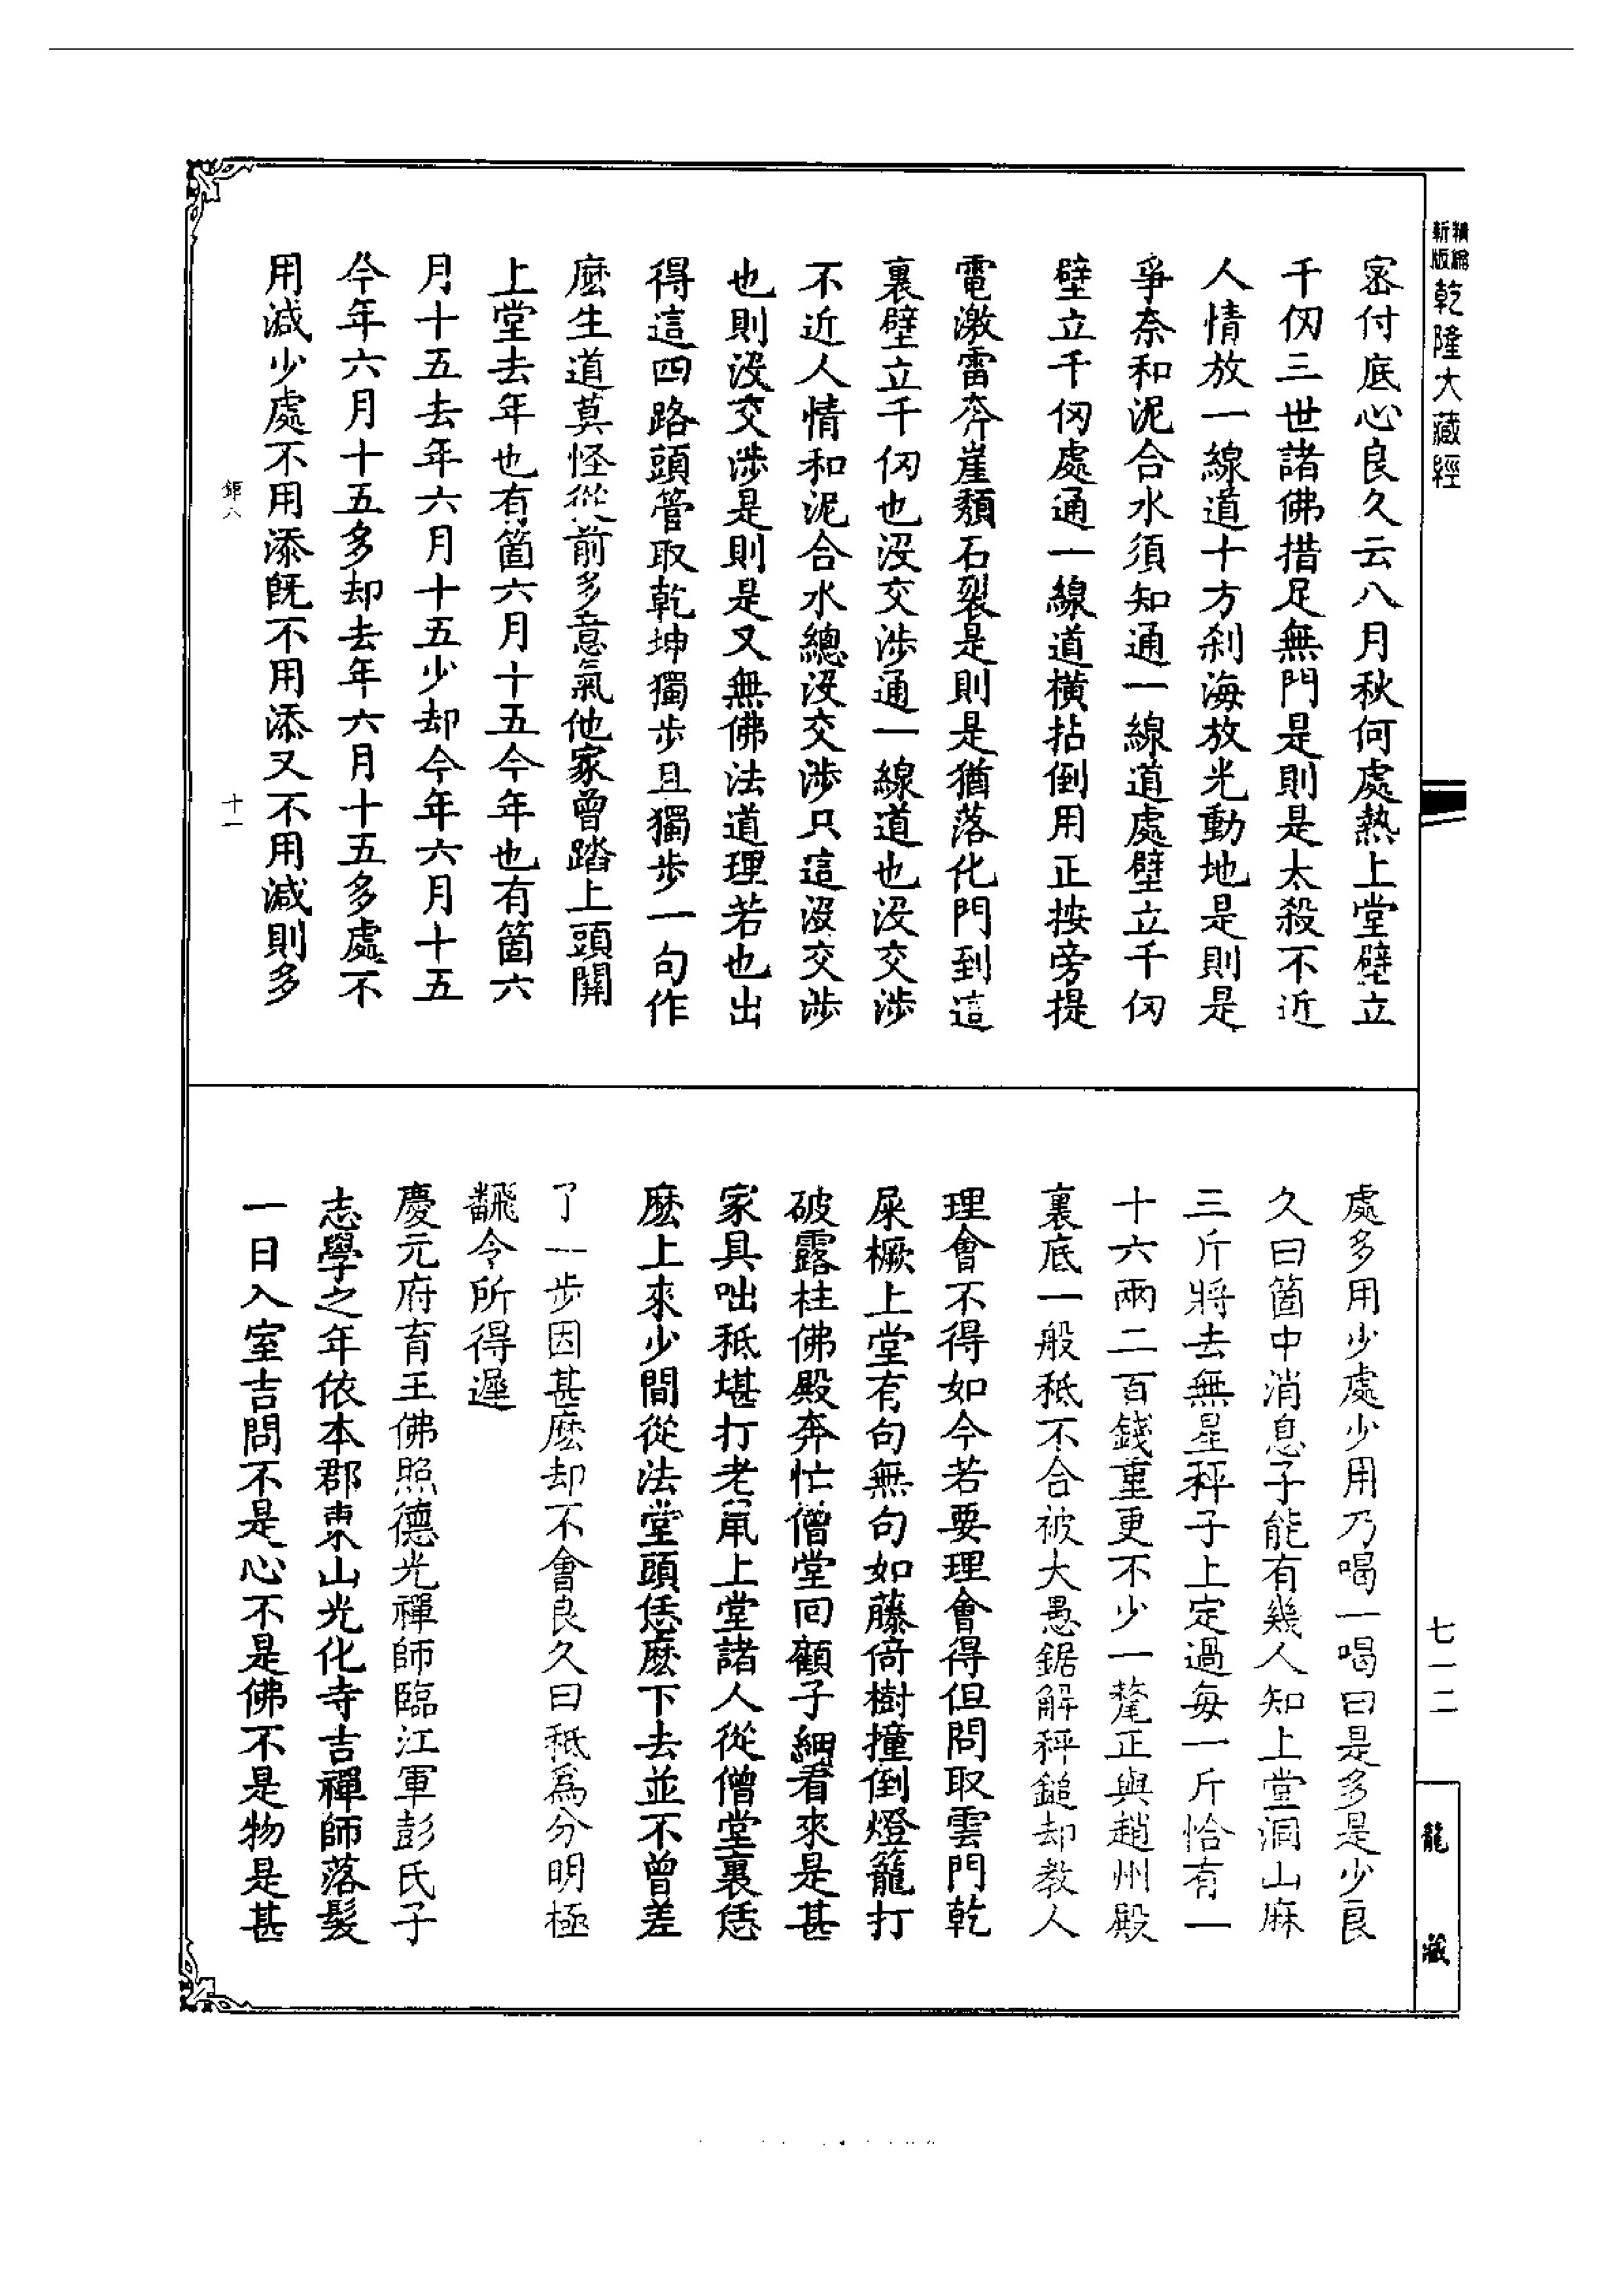 精編
新版
乾隆大藏經
密付底心良久云八月秋何處熱上堂壁立
千仞三世諸佛措足無門是則是太殺不近
人情放一線道十方刹海放光動地是則是
爭奈和泥合水須知通一線道處壁立千仞
壁立千仞處通一線道橫拈倒用正按旁提
電激雷奔崖頹石裂是則是猶落化門到這
裏壁立千仞也沒交涉通一線道也沒交涉
不近人情和泥合水總沒交涉只這沒交涉
也則沒交涉是則是又無佛法道理若也出
得這四路頭管取乾坤獨步且獨步一句作
麼生道莫怪從前多意氣他家曾踏上頭關
上堂去年也有箇六月十五今年也有箇六
月十五去年六月十五少却今年六月十五
今年六月十五多却去年六月十五多處不
用減少處不用添旣不用添又不用減則多
鉅八
十一
處多用少處少用乃喝一喝曰是多是少良
久曰箇中消息子能有幾人知上堂洞山麻
三斤將去無星秤子上定過每一斤恰有一
十六兩二百錢重更不少一氂正與趙州殿
裏底一般秪不合被大愚鋸解秤鎚却教人
理會不得如今若要理會得但問取雲門乾
屎橛上堂有句無句如藤倚樹撞倒燈籠打
破露柱佛殿奔忙僧堂回顧子細看來是甚
家具咄秪堪打老鼠上堂諸人從僧堂裏恁
麼上來少間從法堂頭恁麼下去並不曾差
了一步因甚麼却不會良久曰秪爲分明極
飜令所得遲
慶元府育王佛照德光禪師臨江軍彭氏子
志學之年依本郡東山光化寺吉禪師落髮
一日入室吉問不是心不是佛不是物是甚
七一二
龍藏